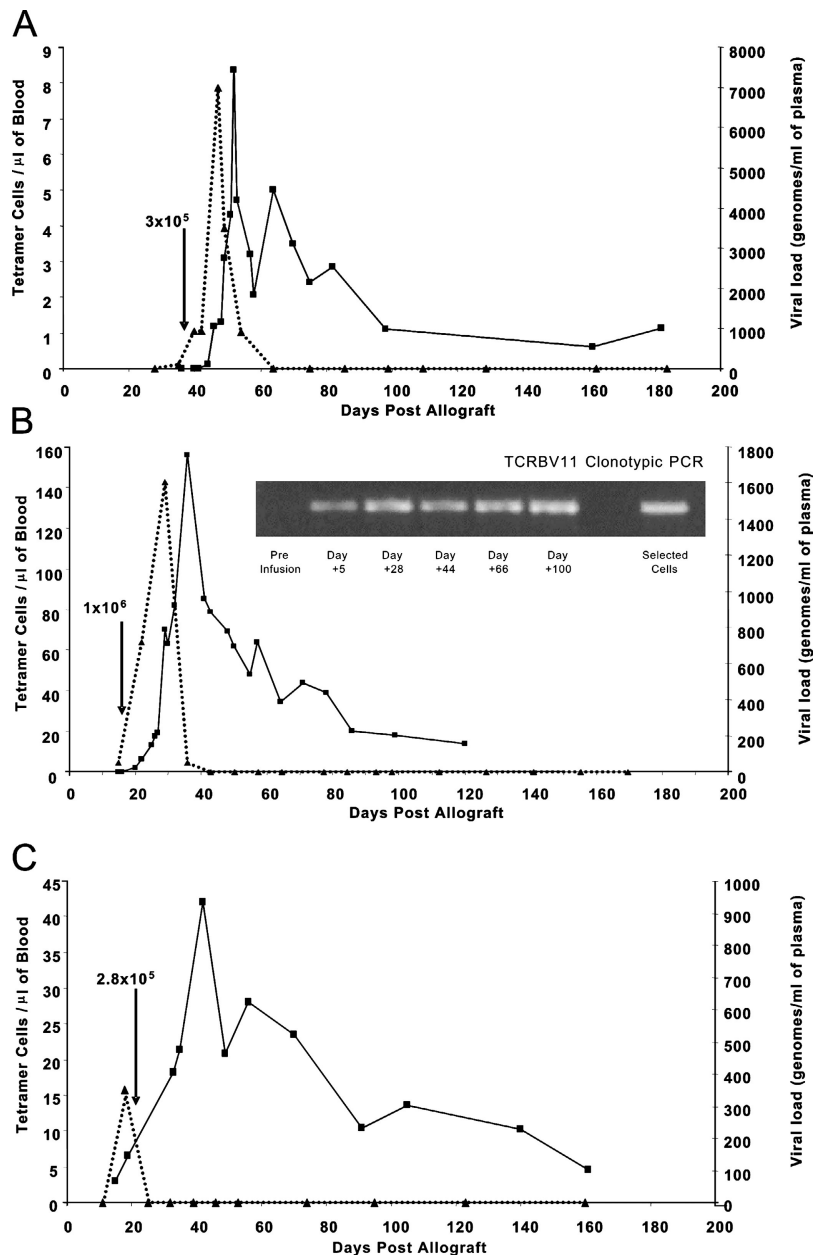 A
Tetramer Cells / µl of Blood
9
8
7
6
5
4
3
2
1
0
3x10⁵
8000
7000
6000
5000
4000
3000
2000
1000
0
Viral load (genomes/ml of plasma)
0 20 40 60 80 100 120 140 160 180 200
Days Post Allograft
B
Tetramer Cells / µl of Blood
160
140
120
100
80
60
40
20
0
1x10⁶
TCRBV11 Clonotypic PCR
Pre Day Day Day Day Day Selected
Infusion +5 +28 +44 +66 +100 Cells
1800
1600
1400
1200
1000
800
600
400
200
0
Viral load (genomes/ml of plasma)
0 20 40 60 80 100 120 140 160 180 200
Days Post Allograft
C
Tetramer Cells / µl of Blood
45
40
35
30
25
20
15
10
5
0
2.8x10⁵
1000
900
800
700
600
500
400
300
200
100
0
Viral load (genomes/ml of plasma)
0 20 40 60 80 100 120 140 160 180 200
Days Post Allograft